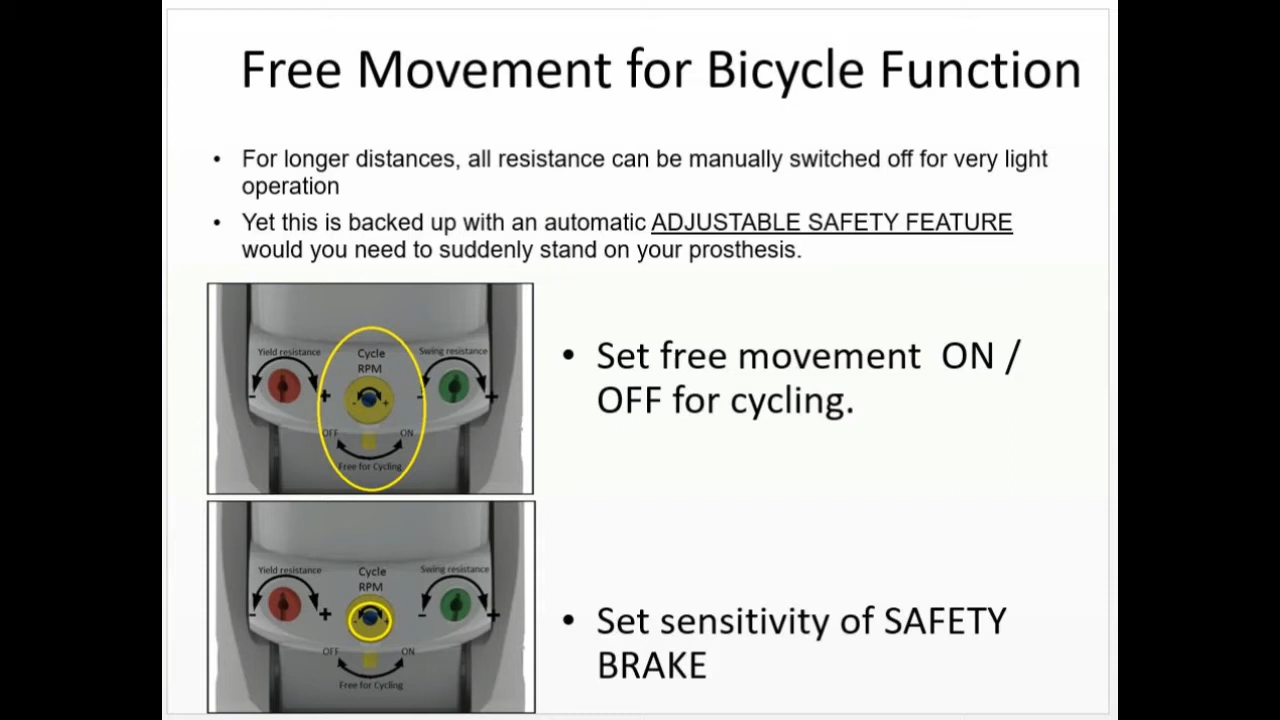 Free Movement for Bicycle Function
• For longer distances, all resistance can be manually switched off for very light
operation
• Yet this is backed up with an automatic ADJUSTABLE SAFETY FEATURE
would you need to suddenly stand on your prosthesis.
Yield resistance
Cycle
RPM
Swing resistance
- + - + - +
OFF ON
Free for Cycling
• Set free movement ON /
OFF for cycling.
Yield resistance
Cycle
RPM
Swing resistance
- + - + - +
OFF ON
Free for Cycling
• Set sensitivity of SAFETY
BRAKE